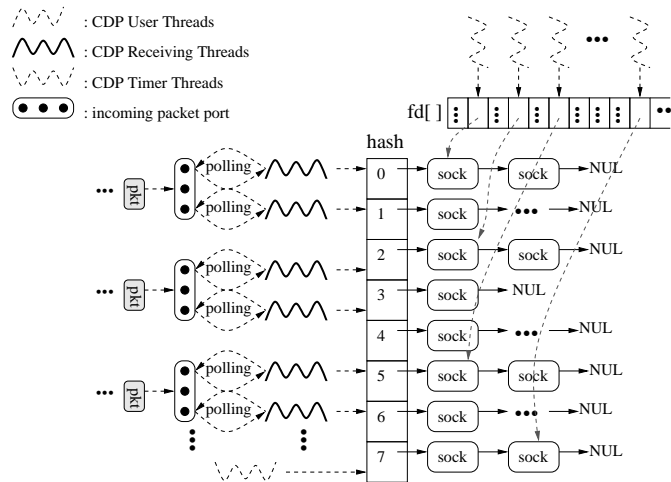 : CDP User Threads
: CDP Receiving Threads
: CDP Timer Threads
: incoming packet port
fd[ ]
hash
pkt polling 0 sock sock NUL
polling 1 sock NUL
2 sock sock NUL
pkt polling
polling 3 sock NUL
4 sock NUL
pkt polling 5 sock sock NUL
polling 6 sock NUL
7 sock sock NUL